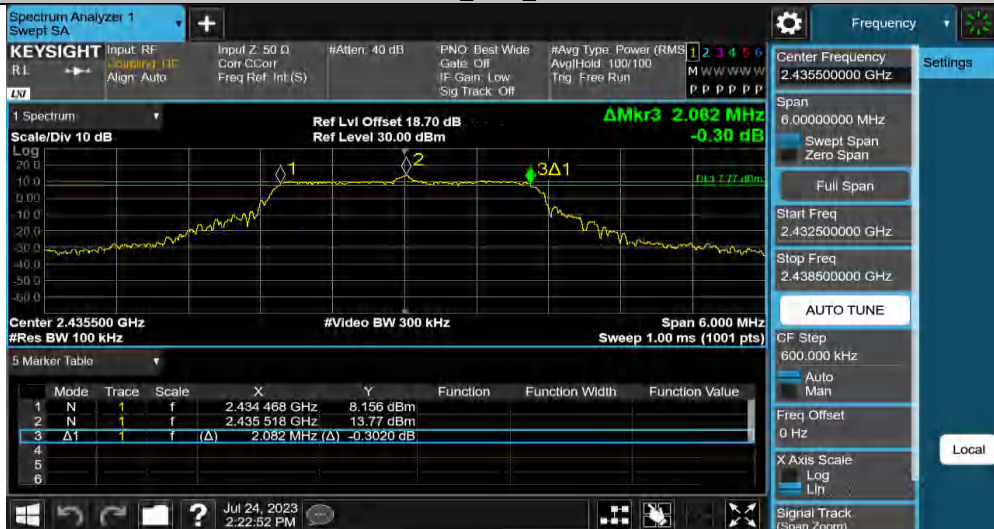 Spectrum Analyzer 1
Swept SA
+
Frequency
KEYSIGHT
RL
LXI
Input: RF
Coupling: DC
Align: Auto
Input Z: 50 Ω
Corr CCorr
Freq Ref: Int (S)
#Atten: 40 dB
PNO: Best Wide
Gate: Off
IF Gain: Low
Sig Track: Off
#Avg Type: Power (RMS
Avg|Hold: 100/100
Trig: Free Run
1 2 3 4 5 6
M W W W W W
P P P P P P
1 Spectrum
Scale/Div 10 dB
Ref Lvl Offset 18.70 dB
Ref Level 30.00 dBm
ΔMkr3 2.082 MHz
-0.30 dB
Log
20.0
10.0
0.00
-10.0
-20.0
-30.0
-40.0
-50.0
-60.0
1
2
3Δ1
DL1 7.77 dBm
Center 2.435500 GHz
#Res BW 100 kHz
#Video BW 300 kHz
Span 6.000 MHz
Sweep 1.00 ms (1001 pts)
5 Marker Table
Mode Trace Scale X Y Function Function Width Function Value
1 N 1 f 2.434 468 GHz 8.156 dBm
2 N 1 f 2.435 518 GHz 13.77 dBm
3 Δ1 1 f (Δ) 2.082 MHz (Δ) -0.3020 dB
4
5
6
Jul 24, 2023
2:22:52 PM
?
Center Frequency
2.435500000 GHz
Span
6.00000000 MHz
Swept Span
Zero Span
Full Span
Start Freq
2.432500000 GHz
Stop Freq
2.438500000 GHz
AUTO TUNE
CF Step
600.000 kHz
Auto
Man
Freq Offset
0 Hz
X Axis Scale
Log
Lin
Signal Track
(Span Zoom)
Settings
Local